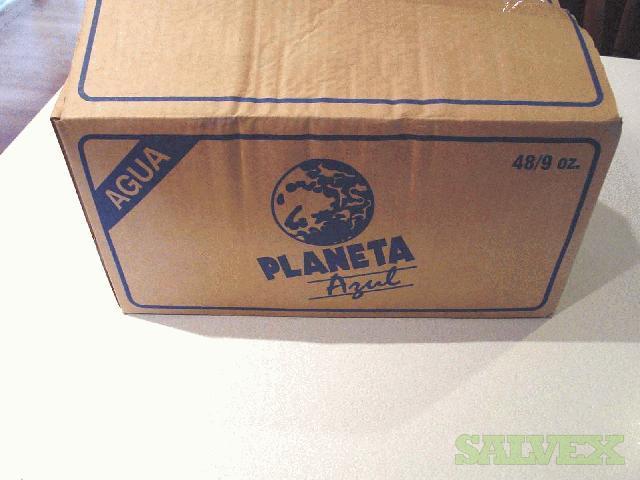 AGUA
48/9 oz.
PLANETA
Azul
SALVEX